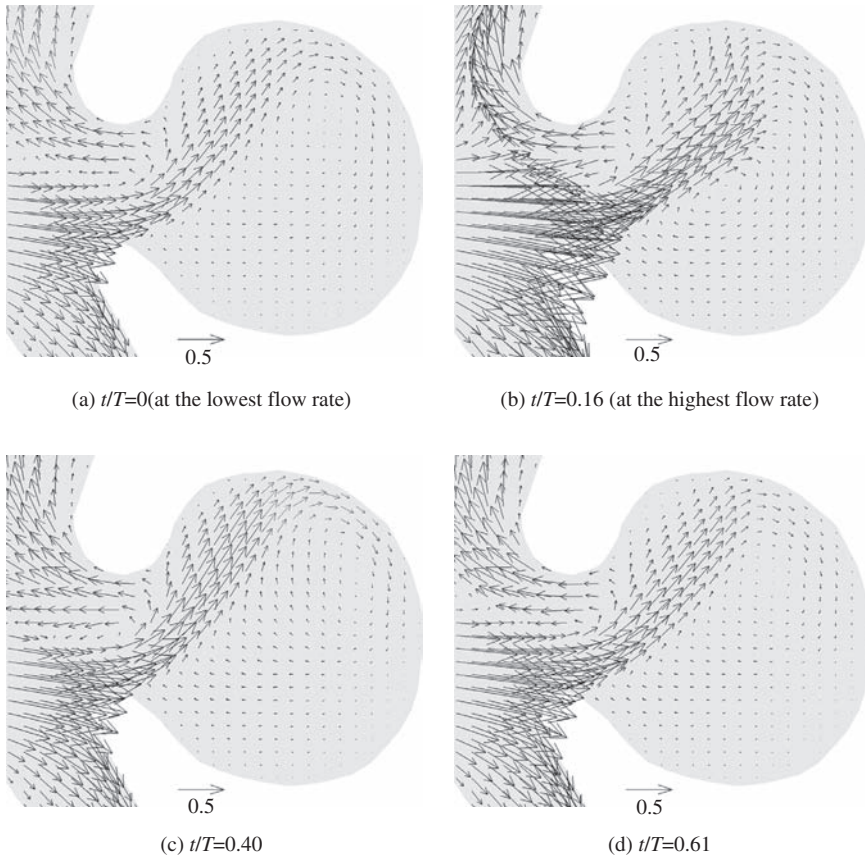 0.5
0.5
(a) t/T=0(at the lowest flow rate)
(b) t/T=0.16 (at the highest flow rate)
0.5
0.5
(c) t/T=0.40
(d) t/T=0.61